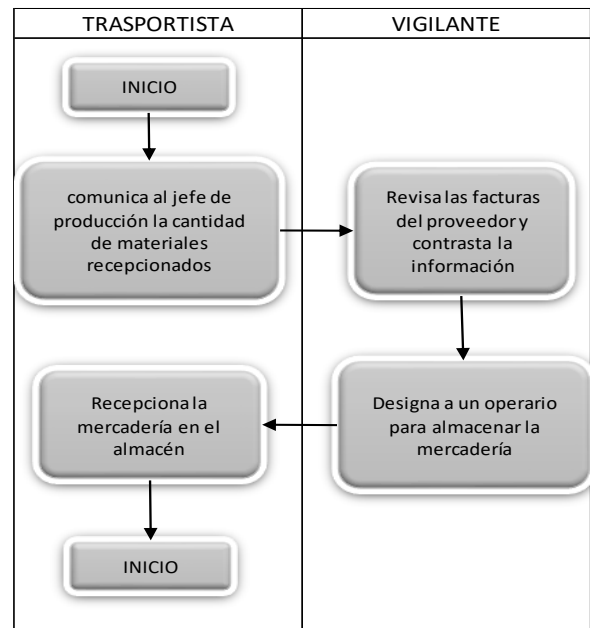 TRASPORTISTA
VIGILANTE
INICIO
comunica al jefe de
producción la cantidad
de materiales
recepcionados
Revisa las facturas
del proveedor y
contrasta la
información
Designa a un operario
para almacenar la
mercadería
Recepciona la
mercadería en el
almacén
INICIO